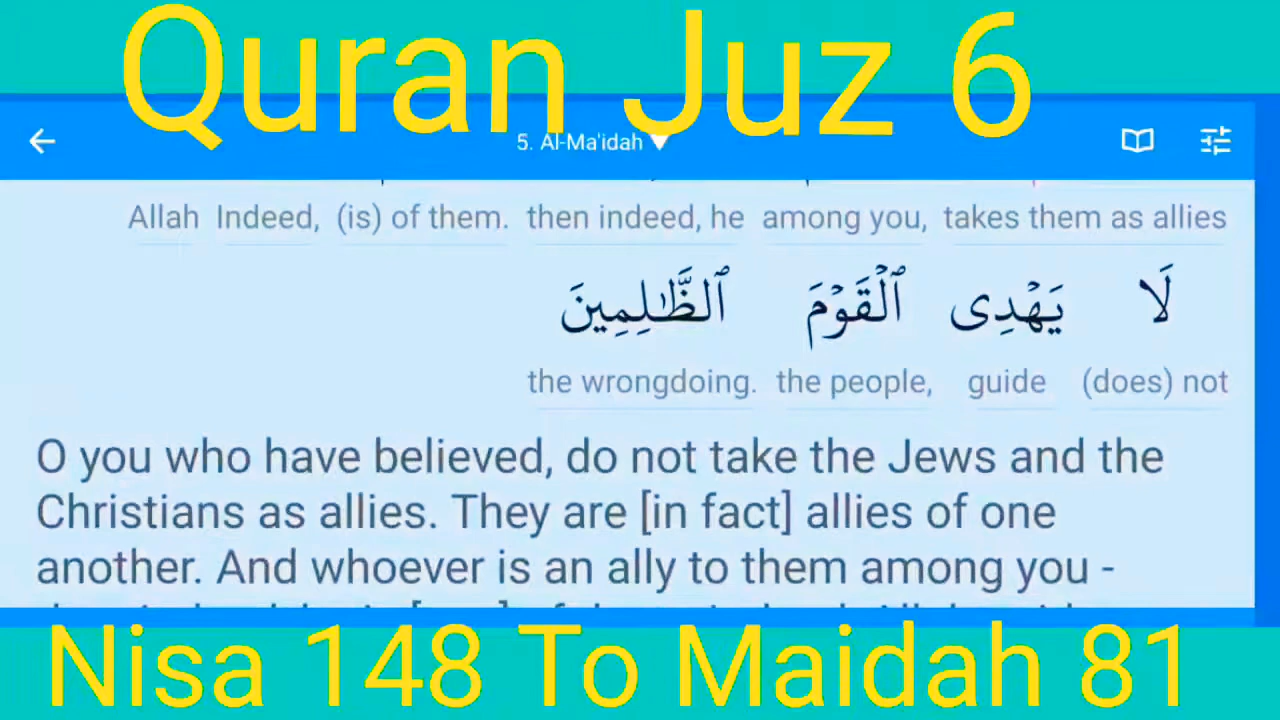 Quran Juz 6
5. Al-Ma'idah
Allah Indeed, (is) of them. then indeed, he among you, takes them as allies
لَا يَهْدِى ٱلْقَوْمَ ٱلظَّـٰلِمِينَ
the wrongdoing. the people, guide (does) not
O you who have believed, do not take the Jews and the
Christians as allies. They are [in fact] allies of one
another. And whoever is an ally to them among you -
Nisa 148 To Maidah 81